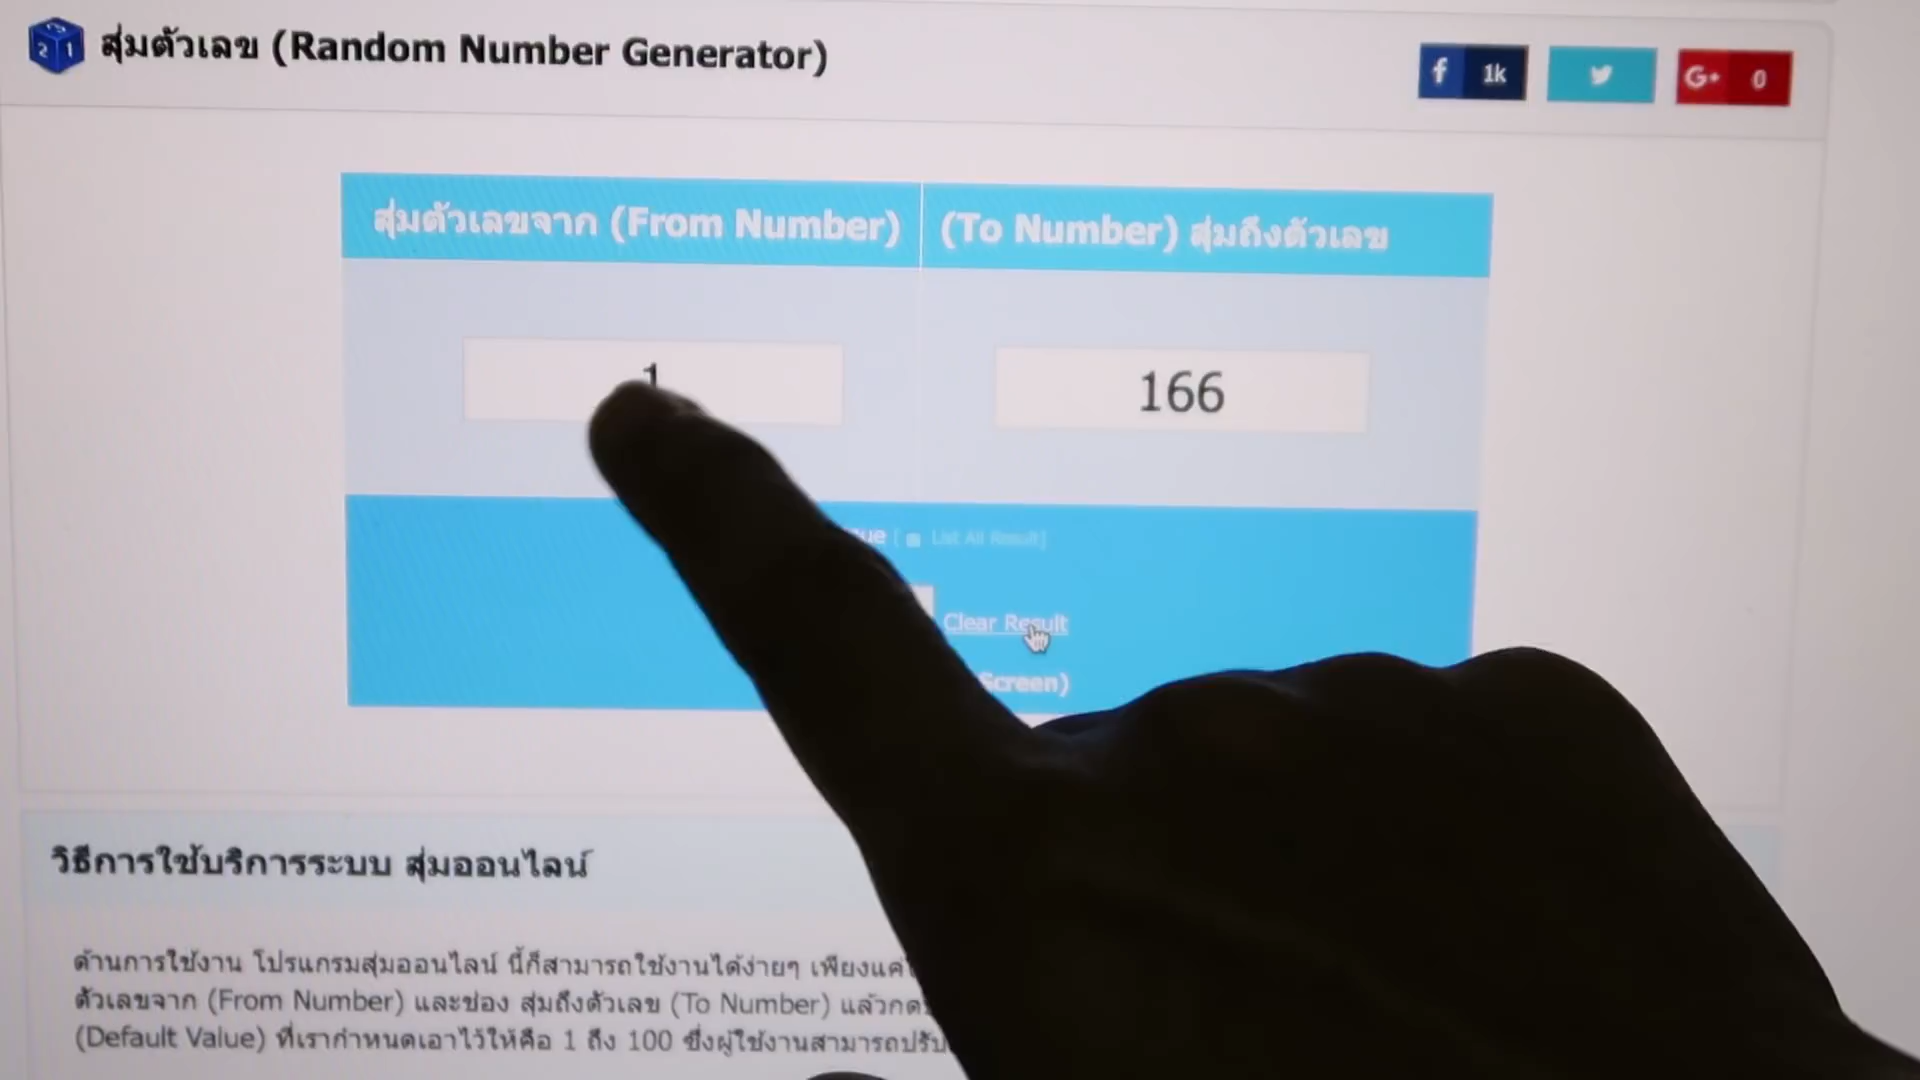 สุ่มตัวเลข (Random Number Generator)
f 1k
G+ 0
สุ่มตัวเลขจาก (From Number)
(To Number) สุ่มถึงตัวเลข
1
166
[ List All Result]
Clear Result
Screen)
วิธีการใช้บริการระบบ สุ่มออนไลน์
ด้านการใช้งาน โปรแกรมสุ่มออนไลน์ นี้ก็สามารถใช้งานได้ง่ายๆ เพียงแค่
ตัวเลขจาก (From Number) และช่อง สุ่มถึงตัวเลข (To Number) แล้วกด
(Default Value) ที่เรากำหนดเอาไว้ให้คือ 1 ถึง 100 ซึ่งผู้ใช้งานสามารถ